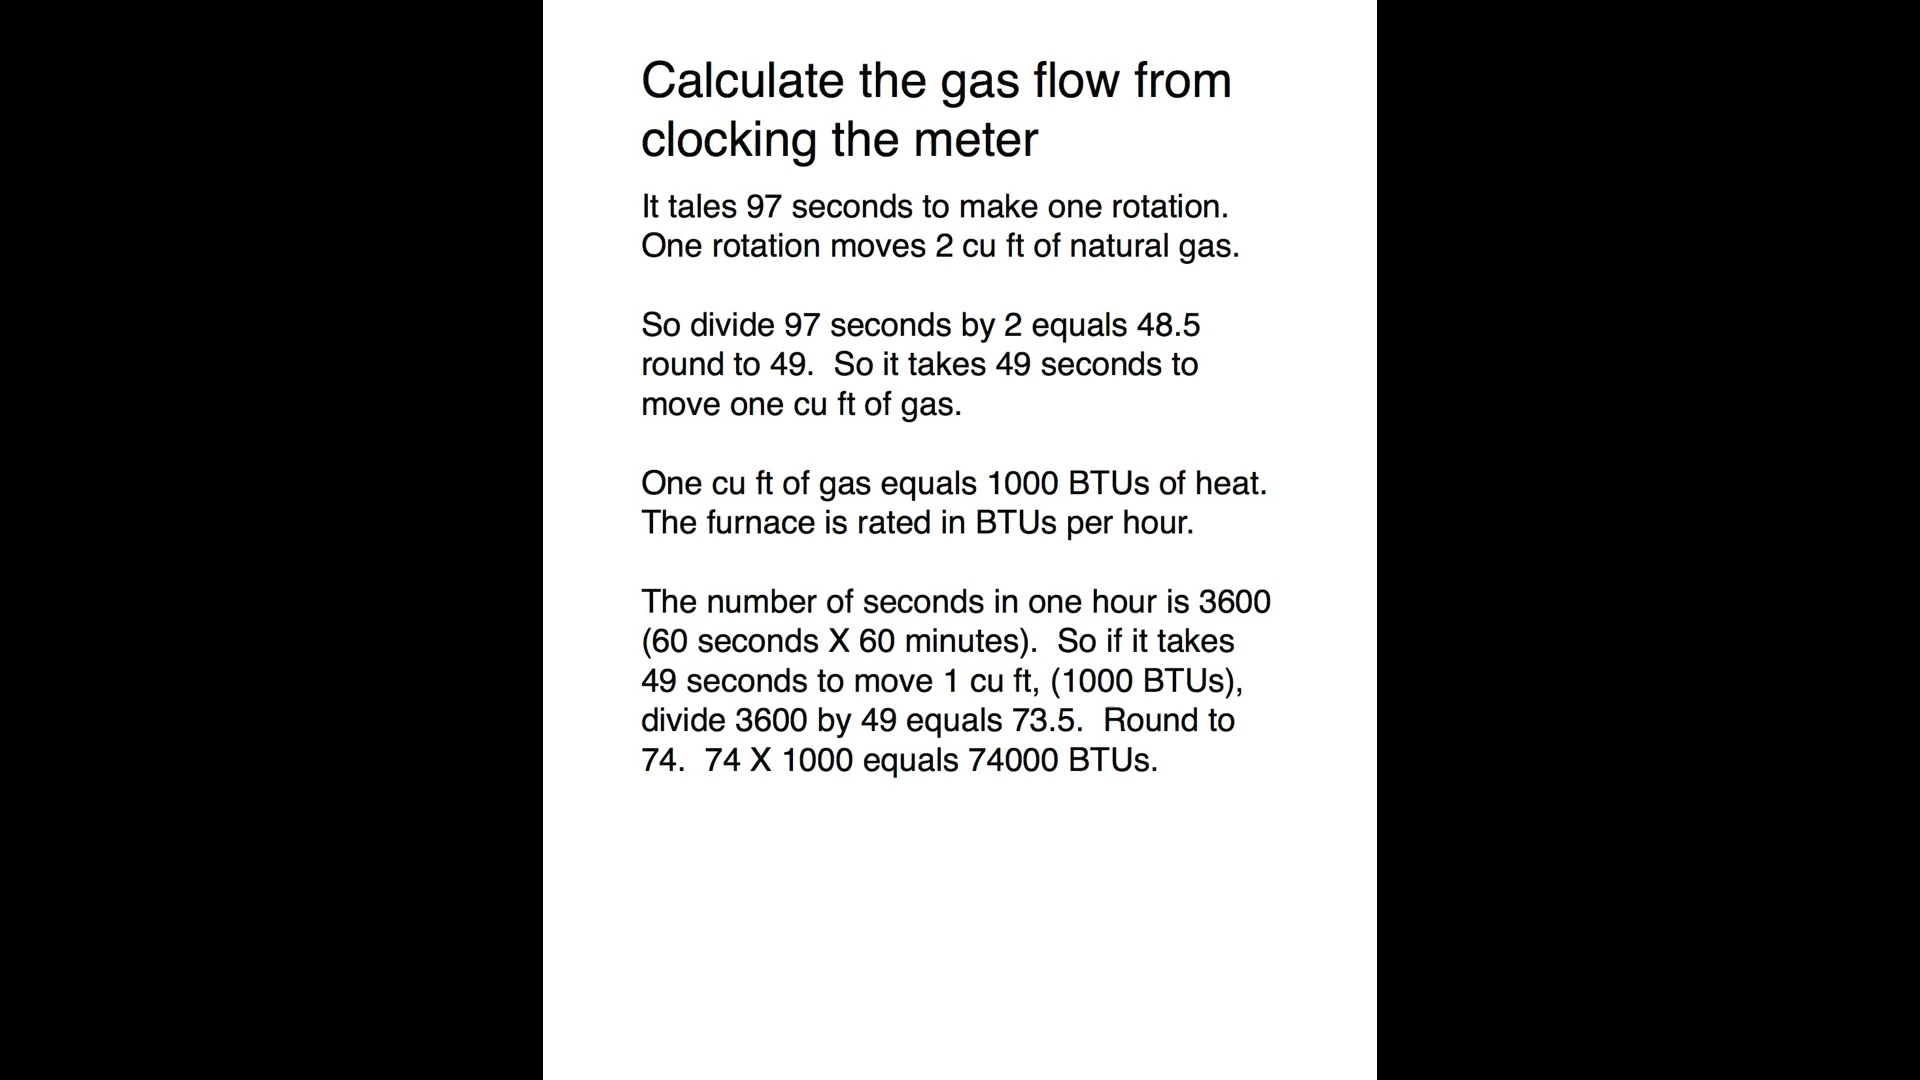 Calculate the gas flow from
clocking the meter
It tales 97 seconds to make one rotation.
One rotation moves 2 cu ft of natural gas.
So divide 97 seconds by 2 equals 48.5
round to 49.  So it takes 49 seconds to
move one cu ft of gas.
One cu ft of gas equals 1000 BTUs of heat.
The furnace is rated in BTUs per hour.
The number of seconds in one hour is 3600
(60 seconds X 60 minutes).  So if it takes
49 seconds to move 1 cu ft, (1000 BTUs),
divide 3600 by 49 equals 73.5.  Round to
74.  74 X 1000 equals 74000 BTUs.